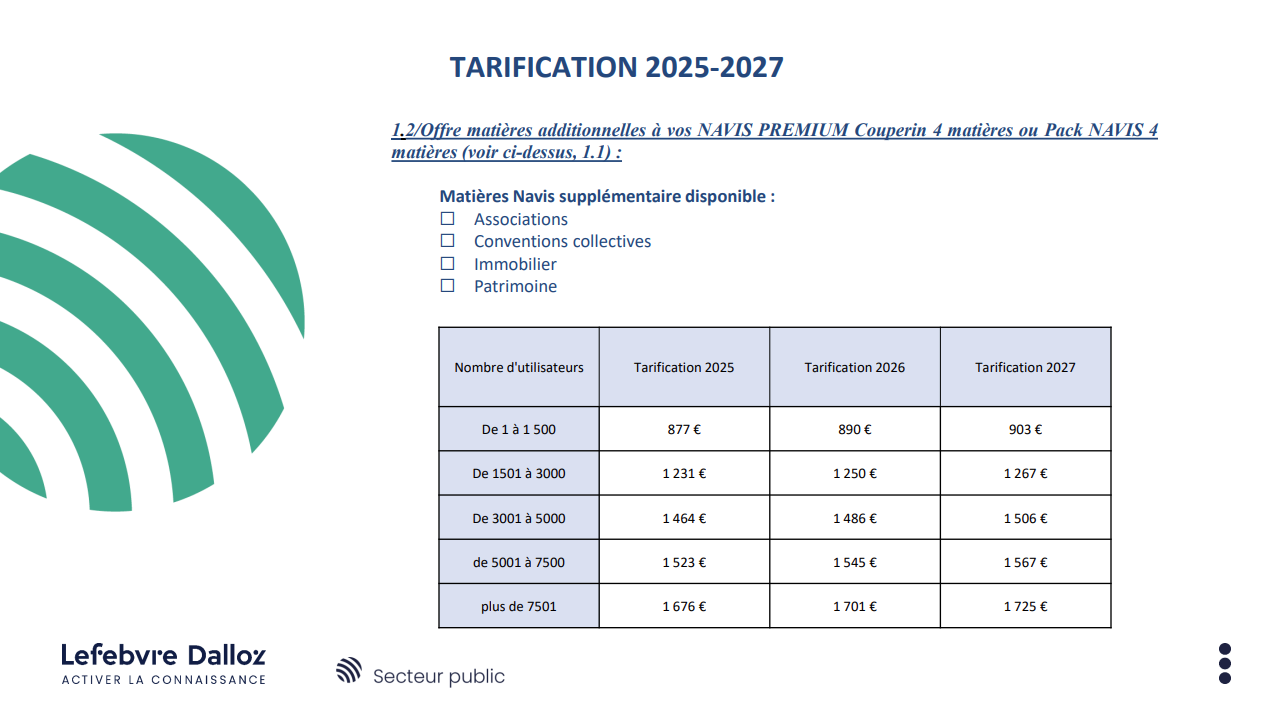 TARIFICATION 2025-2027
1.2/Offre matières additionnelles à vos NAVIS PREMIUM Couperin 4 matières ou Pack NAVIS 4
matières (voir ci-dessus, 1.1) :
Matières Navis supplémentaire disponible :
☐ Associations
☐ Conventions collectives
☐ Immobilier
☐ Patrimoine
Nombre d'utilisateurs Tarification 2025 Tarification 2026 Tarification 2027
De 1 à 1 500 877 € 890 € 903 €
De 1501 à 3000 1 231 € 1 250 € 1 267 €
De 3001 à 5000 1 464 € 1 486 € 1 506 €
de 5001 à 7500 1 523 € 1 545 € 1 567 €
plus de 7501 1 676 € 1 701 € 1 725 €
Lefebvre Dalloz
ACTIVER LA CONNAISSANCE
Secteur public